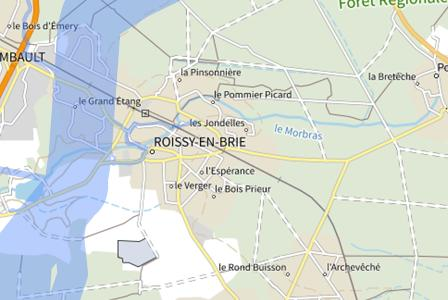 Forêt Régionale
le Bois d'Émery
MBAULT
la Pinsonnière
la Bretèche
le Pommier Picard
le Grand Étang
les Jondelles
le Morbras
ROISSY-EN-BRIE
l'Espérance
le Verger
le Bois Prieur
le Rond Buisson
l'Archevêché